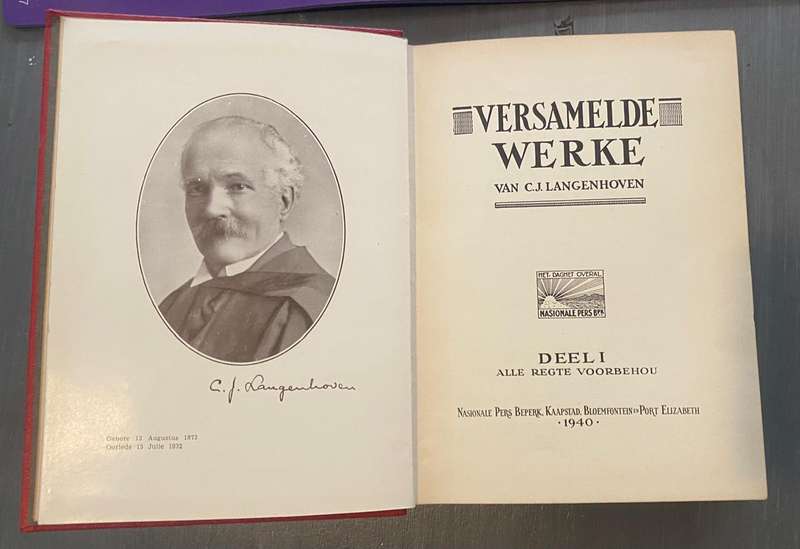 C. J. Langenhoven
Gebore 13 Augustus 1873
Oorlede 15 Julie 1932
VERSAMELDE
WERKE
VAN C.J. LANGENHOVEN
HET DAGHET OVERAL
NASIONALE PERS BPK
DEEL I
ALLE REGTE VOORBEHOU
NASIONALE PERS BEPERK, KAAPSTAD, BLOEMFONTEIN EN PORT ELIZABETH
·1940·